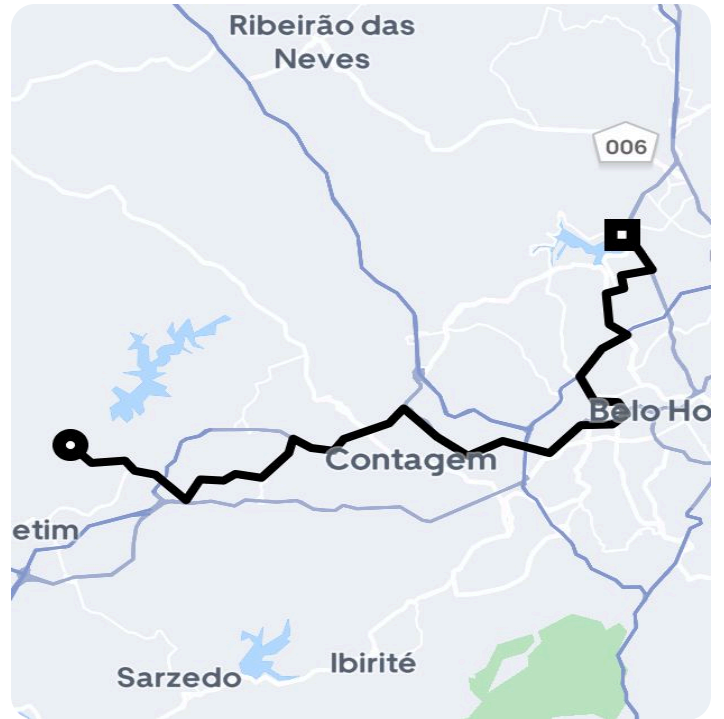 Ribeirão das
Neves
006
Belo Ho
Contagem
etim
Ibirité
Sarzedo